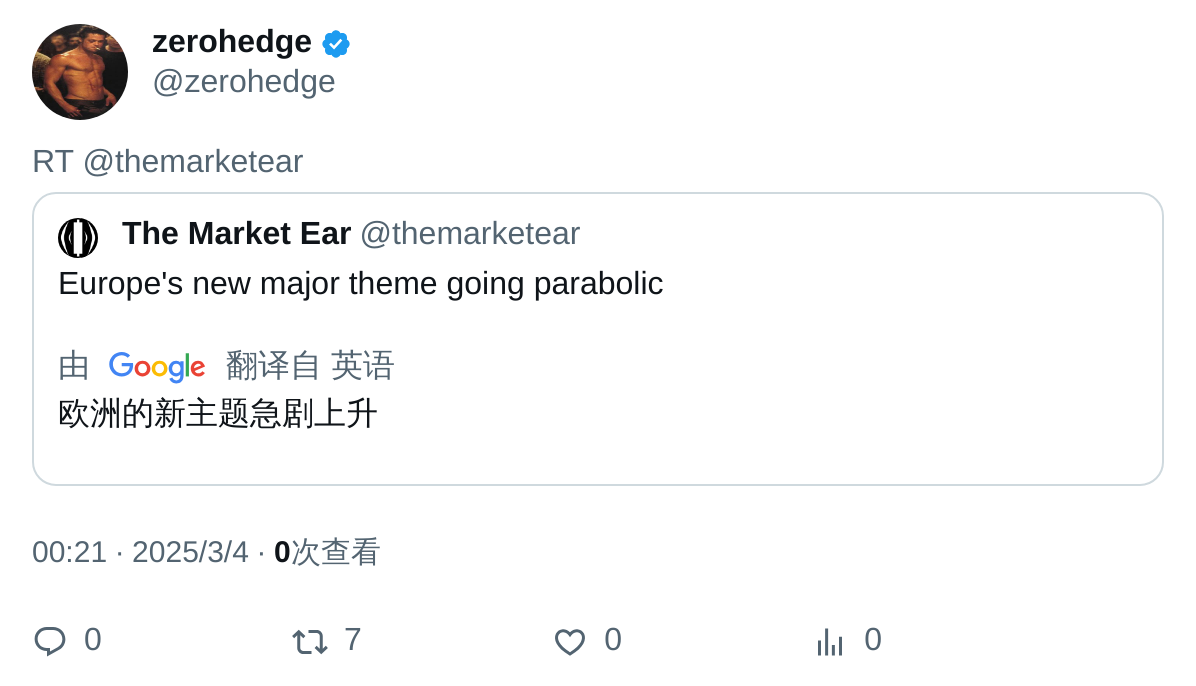 zerohedge
@zerohedge
RT @themarketear
The Market Ear @themarketear
Europe's new major theme going parabolic
由 Google 翻译自 英语
欧洲的新主题急剧上升
00:21 · 2025/3/4 · 0次查看
0 7 0 0